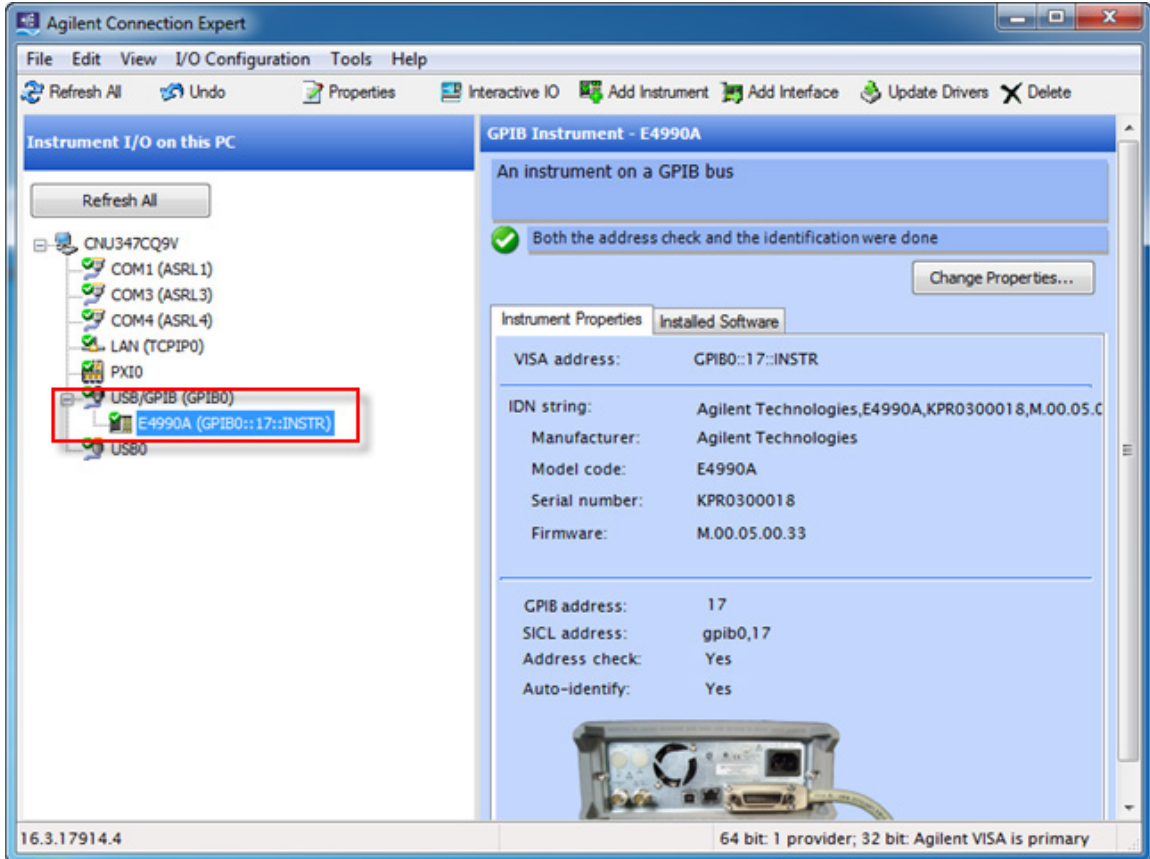 Agilent Connection Expert
File Edit View I/O Configuration Tools Help
Refresh All Undo Properties Interactive IO Add Instrument Add Interface Update Drivers Delete
Instrument I/O on this PC
Refresh All
CNU347CQ9V
COM1 (ASRL1)
COM3 (ASRL3)
COM4 (ASRL4)
LAN (TCPIP0)
PXI0
USB/GPIB (GPIB0)
E4990A (GPIB0::17::INSTR)
USB0
GPIB Instrument - E4990A
An instrument on a GPIB bus
Both the address check and the identification were done
Change Properties...
Instrument Properties Installed Software
VISA address: GPIB0::17::INSTR
IDN string: Agilent Technologies,E4990A,KPR0300018,M.00.05.0
Manufacturer: Agilent Technologies
Model code: E4990A
Serial number: KPR0300018
Firmware: M.00.05.00.33
GPIB address: 17
SICL address: gpib0,17
Address check: Yes
Auto-identify: Yes
16.3.17914.4
64 bit: 1 provider; 32 bit: Agilent VISA is primary